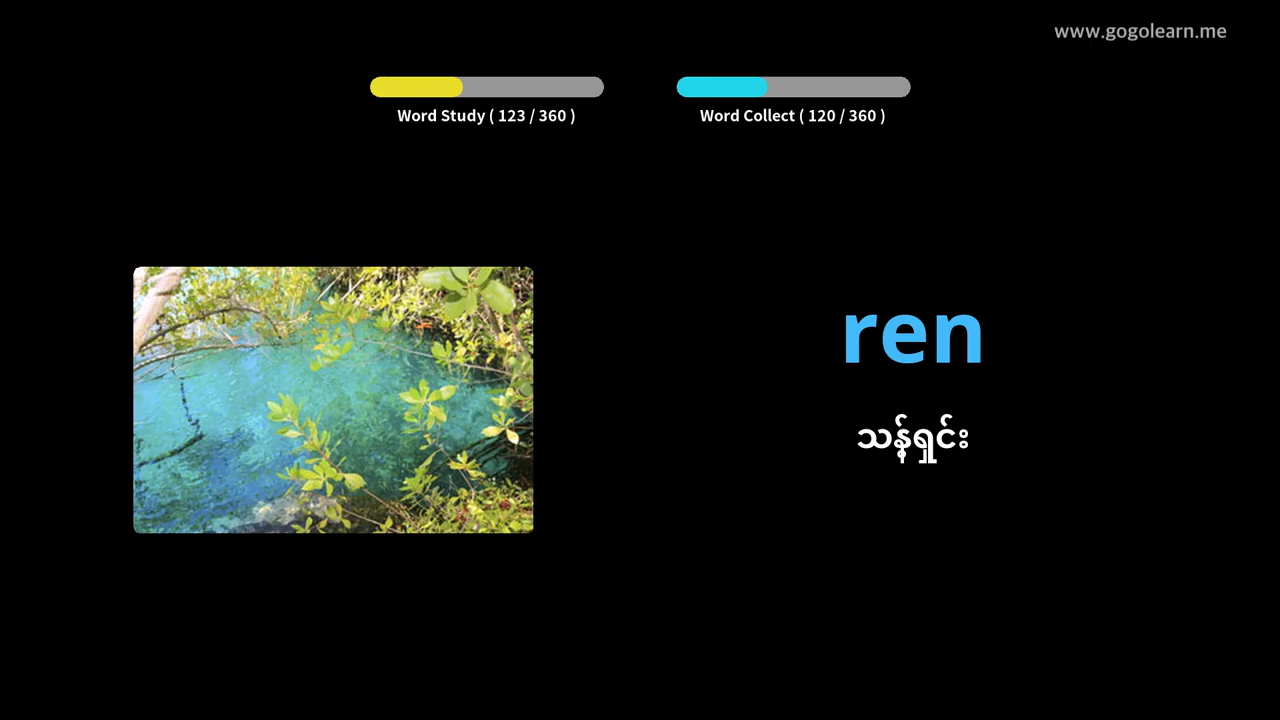 www.gogolearn.me
Word Study ( 123 / 360 )
Word Collect ( 120 / 360 )
ren
သန့်ရှင်း